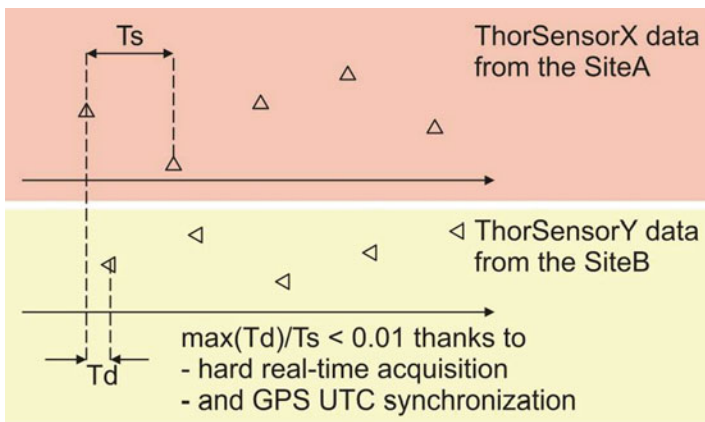 Ts
ThorSensorX data
from the SiteA
ThorSensorY data
from the SiteB
Td
max(Td)/Ts < 0.01 thanks to
- hard real-time acquisition
- and GPS UTC synchronization